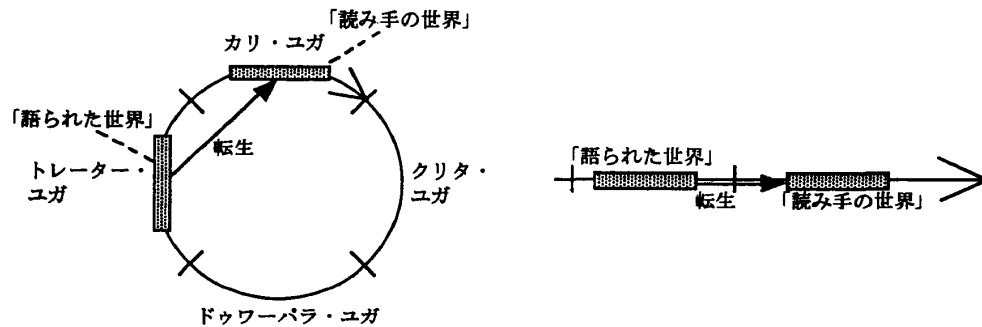 「読み手の世界」
カリ・ユガ
「語られた世界」
転生
トレーター・
ユガ
クリタ・
ユガ
ドゥワーパラ・ユガ
「語られた世界」
転生
「読み手の世界」